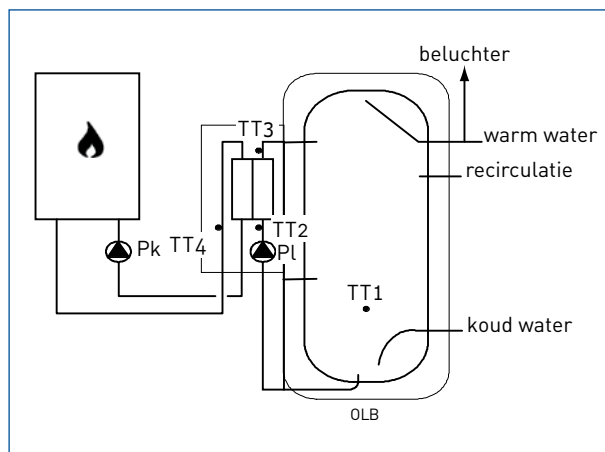 beluchter
TT3
warm water
recirculatie
TT2
TT4
Pk
Pl
TT1
koud water
OLB